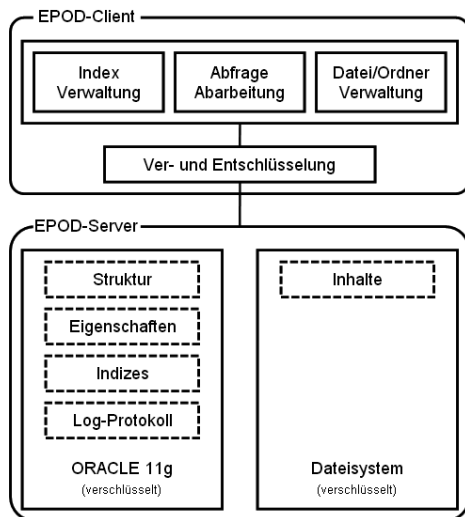 EPOD-Client
Index
Verwaltung
Abfrage
Abarbeitung
Datei/Ordner
Verwaltung
Ver- und Entschlüsselung
EPOD-Server
Struktur
Eigenschaften
Indizes
Log-Protokoll
ORACLE 11g
(verschlüsselt)
Inhalte
Dateisystem
(verschlüsselt)